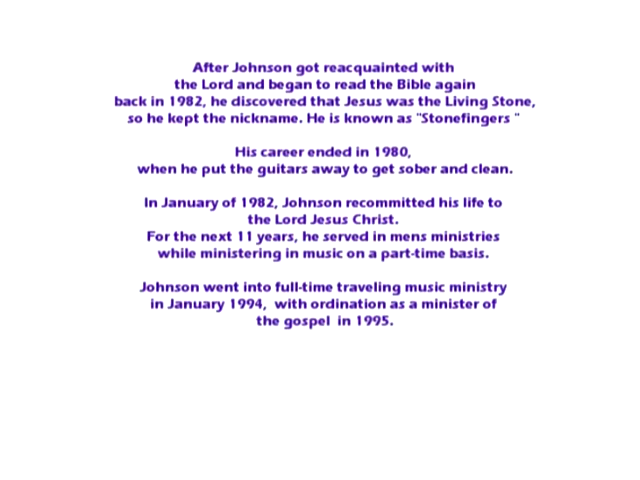 After Johnson got reacquainted with
the Lord and began to read the Bible again
back in 1982, he discovered that Jesus was the Living Stone,
so he kept the nickname. He is known as "Stonefingers "
His career ended in 1980,
when he put the guitars away to get sober and clean.
In January of 1982, Johnson recommitted his life to
the Lord Jesus Christ.
For the next 11 years, he served in mens ministries
while ministering in music on a part-time basis.
Johnson went into full-time traveling music ministry
in January 1994,  with ordination as a minister of
the gospel  in 1995.